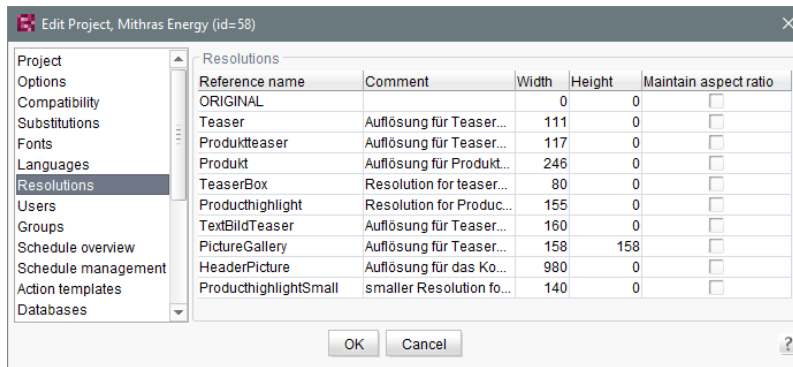 Edit Project, Mithras Energy (id=58)
Project
Options
Compatibility
Substitutions
Fonts
Languages
Resolutions
Users
Groups
Schedule overview
Schedule management
Action templates
Databases
Resolutions
Reference name Comment Width Height Maintain aspect ratio
ORIGINAL 0 0
Teaser Auflösung für Teaser... 111 0
Produktteaser Auflösung für Teaser... 117 0
Produkt Auflösung für Produkt... 246 0
TeaserBox Resolution for teaser... 80 0
Producthighlight Resolution for Produc... 155 0
TextBildTeaser Auflösung für Teaser... 160 0
PictureGallery Auflösung für Teaser... 158 158
HeaderPicture Auflösung für das Ko... 980 0
ProducthighlightSmall smaller Resolution fo... 140 0
OK Cancel ?